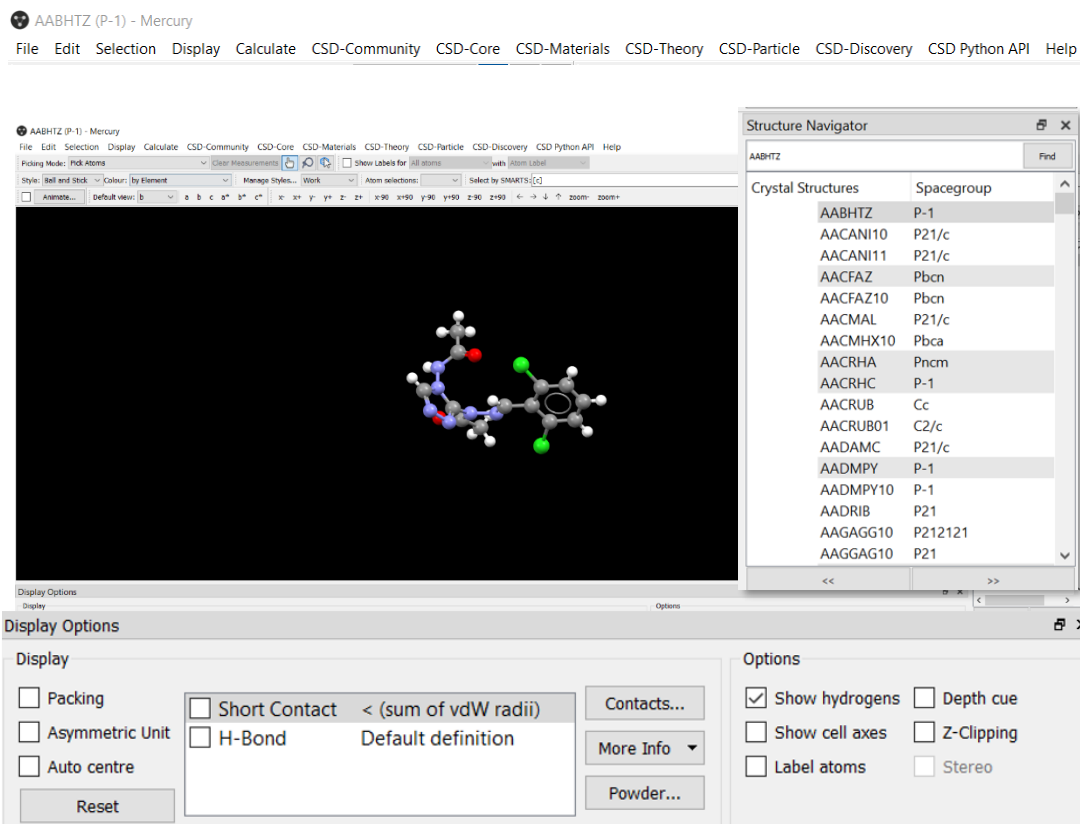 AABHTZ (P-1) - Mercury
File Edit Selection Display Calculate CSD-Community CSD-Core CSD-Materials CSD-Theory CSD-Particle CSD-Discovery CSD Python API Help
AABHTZ (P-1) - Mercury
File Edit Selection Display Calculate CSD-Community CSD-Core CSD-Materials CSD-Theory CSD-Particle CSD-Discovery CSD Python API Help
Picking Mode: Pick Atoms Clear Measurements Show Labels for All atoms with Atom Label
Style: Ball and Stick Colour: by Element Manage Styles... Work Atom selections: Select by SMARTS: [c]
Animate... Default view: b a b c a* b* c* x- x+ y- y+ z- z+ x-90 x+90 y-90 y+90 z-90 z+90 ← → ↓ ↑ zoom- zoom+
Structure Navigator
AABHTZ Find
Crystal Structures Spacegroup
AABHTZ P-1
AACANI10 P21/c
AACANI11 P21/c
AACFAZ Pbcn
AACFAZ10 Pbcn
AACMAL P21/c
AACMHX10 Pbca
AACRHA Pncm
AACRHC P-1
AACRUB Cc
AACRUB01 C2/c
AADAMC P21/c
AADMPY P-1
AADMPY10 P-1
AADRIB P21
AAGAGG10 P212121
AAGGAG10 P21
<< >>
Display Options
Display Options
Display Options
Display Options
Packing Short Contact < (sum of vdW radii) Contacts... Show hydrogens Depth cue
Asymmetric Unit H-Bond Default definition More Info Show cell axes Z-Clipping
Auto centre Powder... Label atoms Stereo
Reset